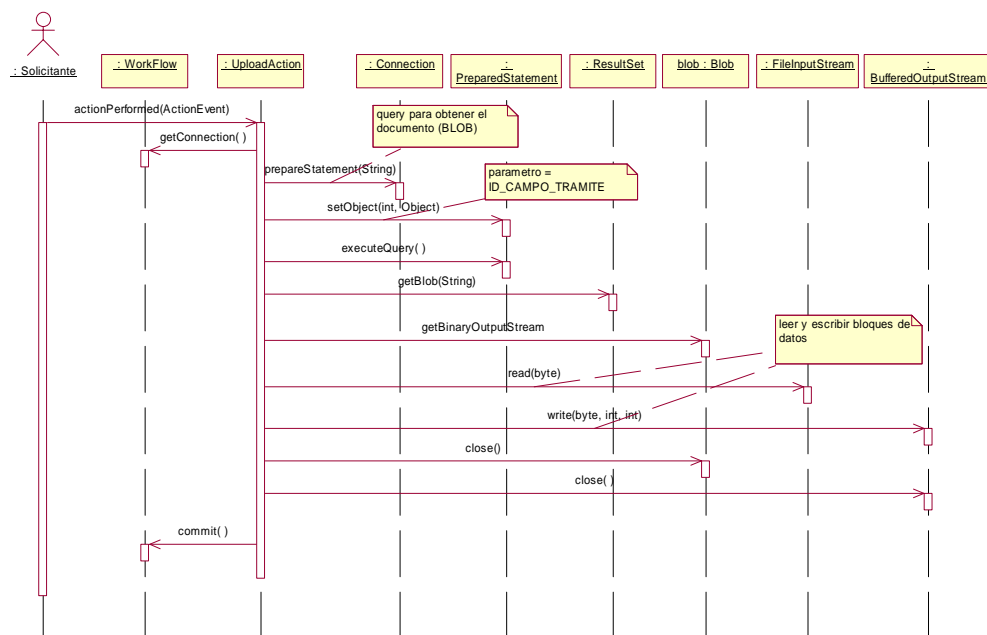 : Solicitante
: WorkFlow
: UploadAction
: Connection
:
PreparedStatement
: ResultSet
blob : Blob
: FileInputStream
:
BufferedOutputStream
actionPerformed(ActionEvent)
query para obtener el
documento (BLOB)
getConnection( )
prepareStatement(String)
parametro =
ID_CAMPO_TRAMITE
setObject(int, Object)
executeQuery( )
getBlob(String)
getBinaryOutputStream
leer y escribir bloques de
datos
read(byte)
write(byte, int, int)
close()
close( )
commit( )